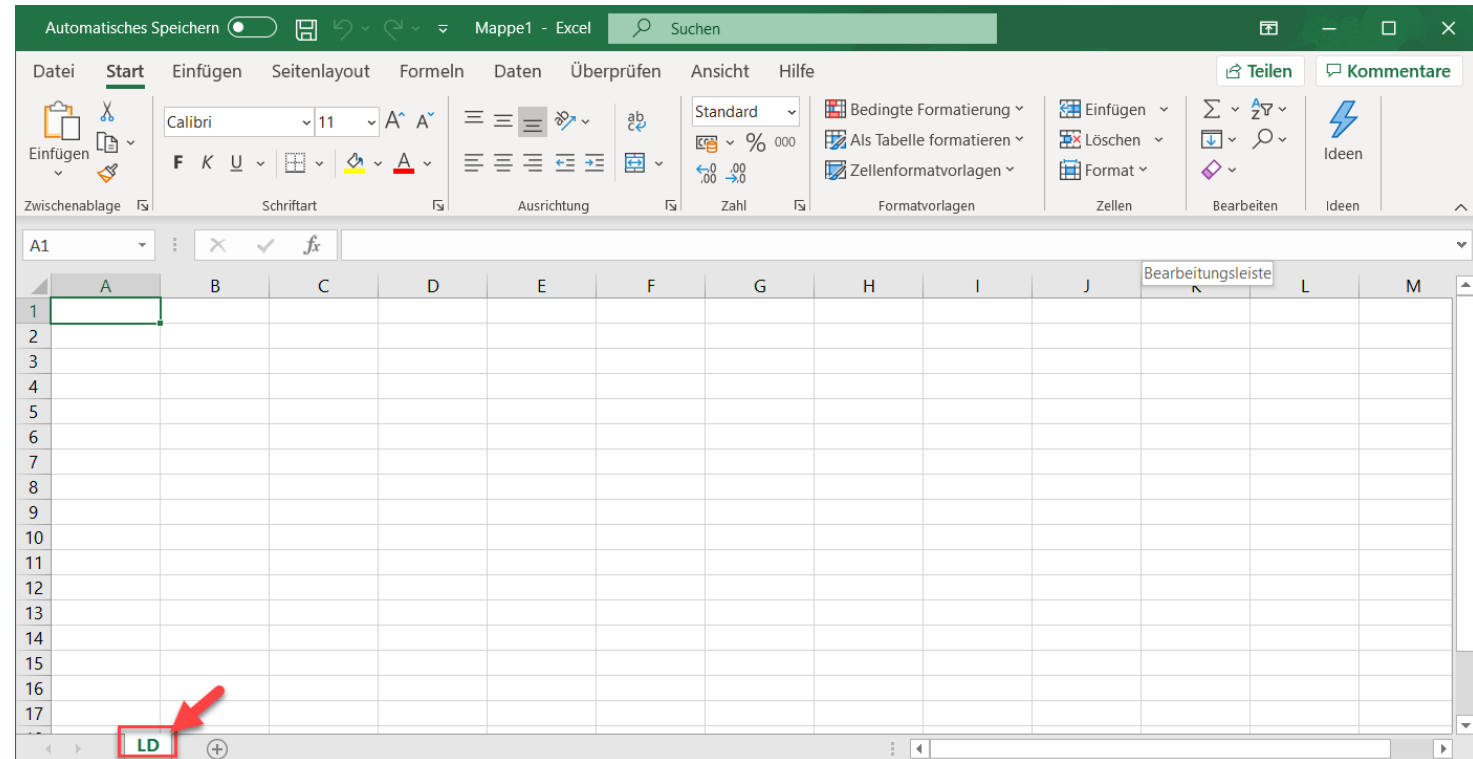 Automatisches Speichern Mappe1 - Excel Suchen
Datei Start Einfügen Seitenlayout Formeln Daten Überprüfen Ansicht Hilfe Teilen Kommentare
Einfügen
Calibri 11
F K U A
Standard
% 000
Bedingte Formatierung
Als Tabelle formatieren
Zellenformatvorlagen
Einfügen
Löschen
Format
Ideen
Zwischenablage Schriftart Ausrichtung Zahl Formatvorlagen Zellen Bearbeiten Ideen
A1 fx
Bearbeitungsleiste
A B C D E F G H I J K L M
1
2
3
4
5
6
7
8
9
10
11
12
13
14
15
16
17
LD